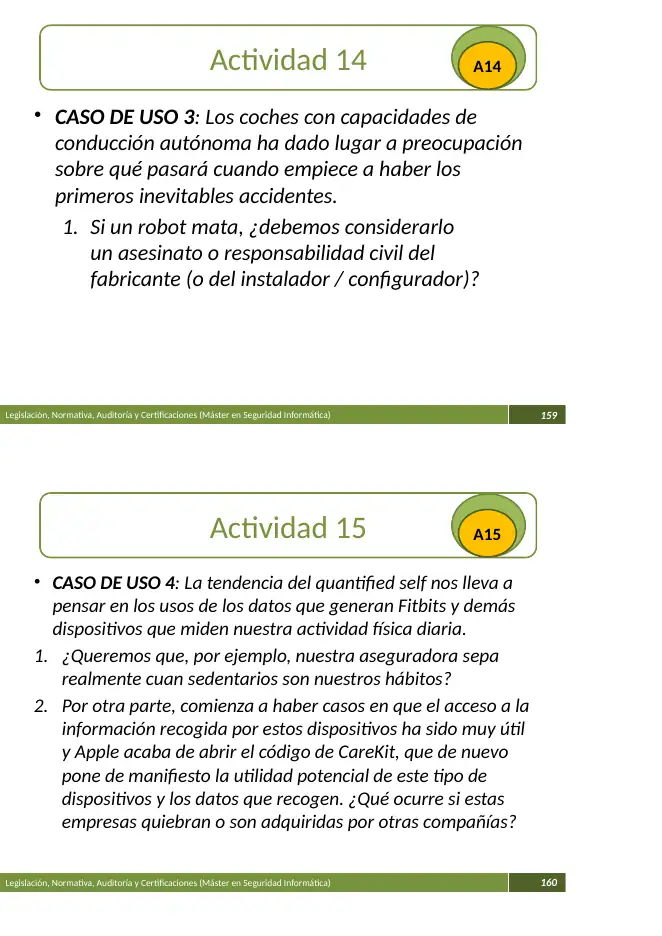 Actividad 14
A14
• CASO DE USO 3: Los coches con capacidades de
conducción autónoma ha dado lugar a preocupación
sobre qué pasará cuando empiece a haber los
primeros inevitables accidentes.
1. Si un robot mata, ¿debemos considerarlo
un asesinato o responsabilidad civil del
fabricante (o del instalador / configurador)?
Legislación, Normativa, Auditoría y Certificaciones (Máster en Seguridad Informática)
159
Actividad 15
A15
• CASO DE USO 4: La tendencia del quantified self nos lleva a
pensar en los usos de los datos que generan Fitbits y demás
dispositivos que miden nuestra actividad física diaria.
1. ¿Queremos que, por ejemplo, nuestra aseguradora sepa
realmente cuan sedentarios son nuestros hábitos?
2. Por otra parte, comienza a haber casos en que el acceso a la
información recogida por estos dispositivos ha sido muy útil
y Apple acaba de abrir el código de CareKit, que de nuevo
pone de manifiesto la utilidad potencial de este tipo de
dispositivos y los datos que recogen. ¿Qué ocurre si estas
empresas quiebran o son adquiridas por otras compañías?
Legislación, Normativa, Auditoría y Certificaciones (Máster en Seguridad Informática)
160